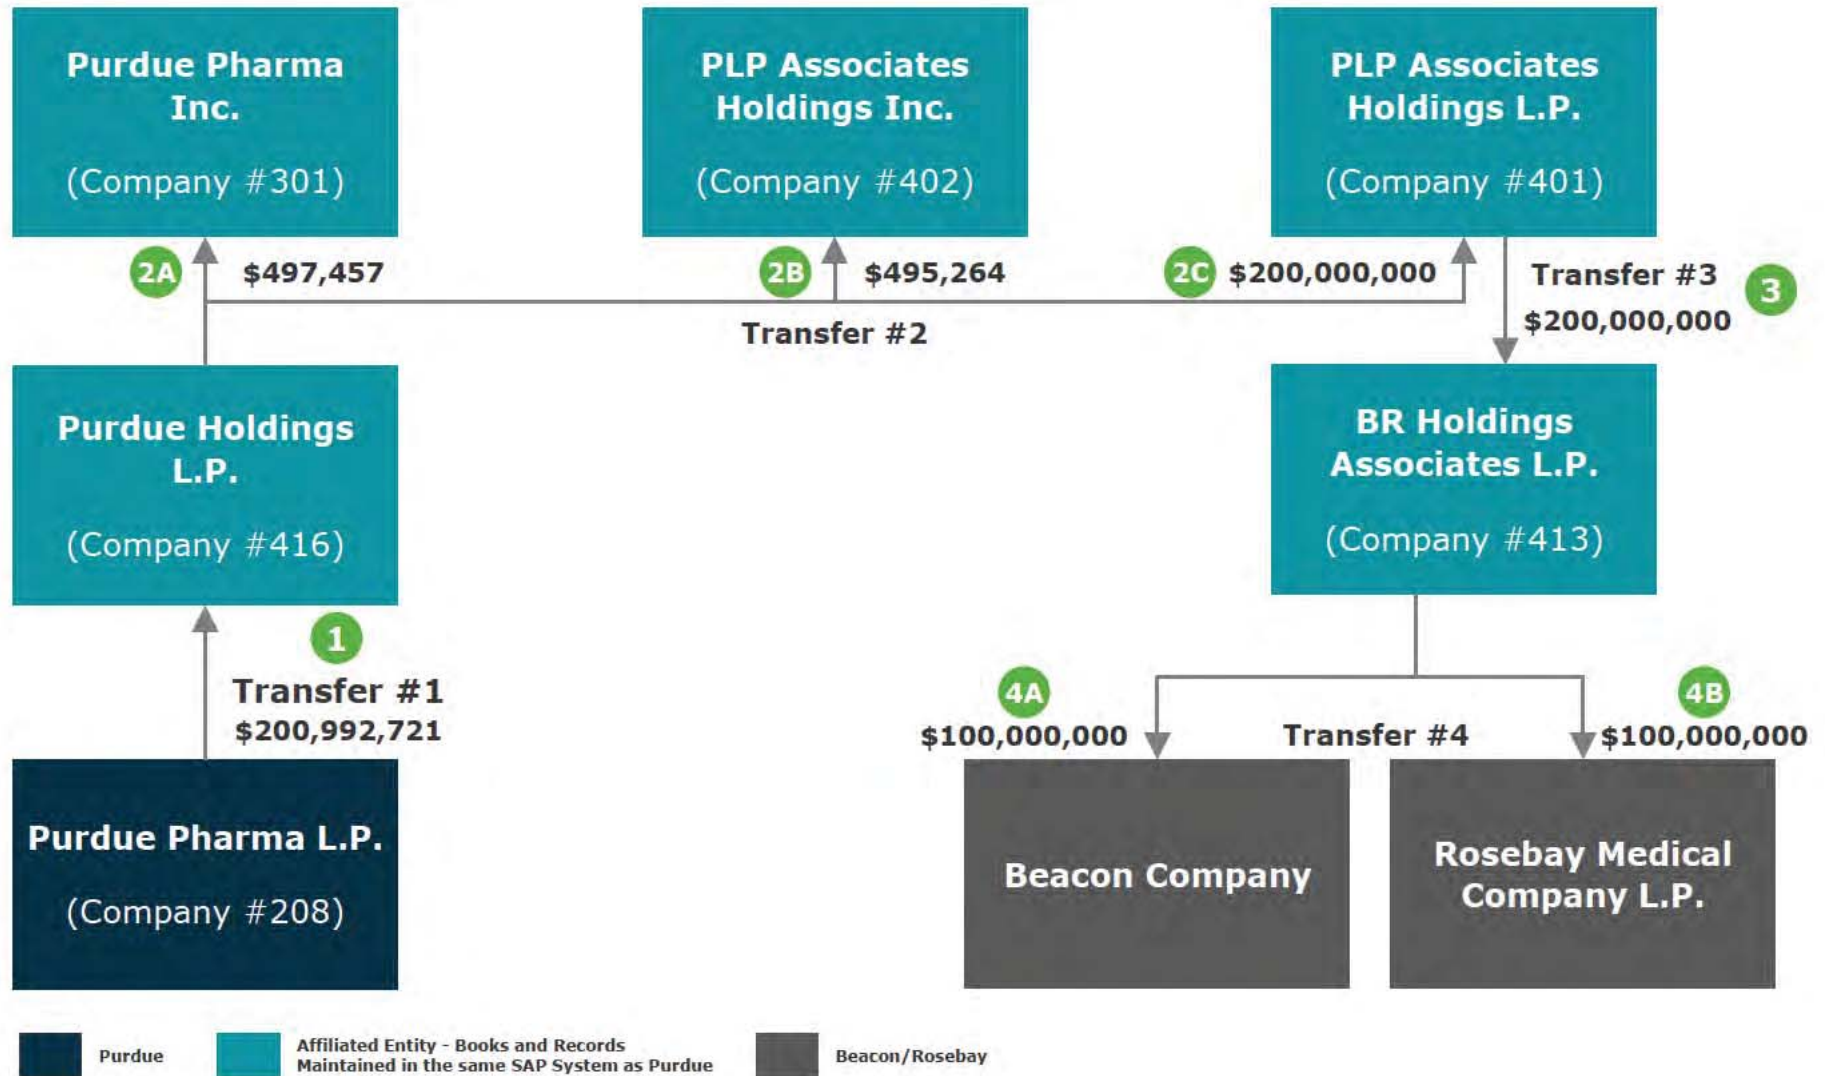 Purdue Pharma
Inc.
(Company #301)
PLP Associates
Holdings Inc.
(Company #402)
PLP Associates
Holdings L.P.
(Company #401)
2A
$497,457
2B
$495,264
2C
$200,000,000
Transfer #2
Transfer #3
$200,000,000
3
Purdue Holdings
L.P.
(Company #416)
BR Holdings
Associates L.P.
(Company #413)
1
Transfer #1
$200,992,721
4A
$100,000,000
Transfer #4
4B
$100,000,000
Purdue Pharma L.P.
(Company #208)
Beacon Company
Rosebay Medical
Company L.P.
Purdue
Affiliated Entity - Books and Records
Maintained in the same SAP System as Purdue
Beacon/Rosebay